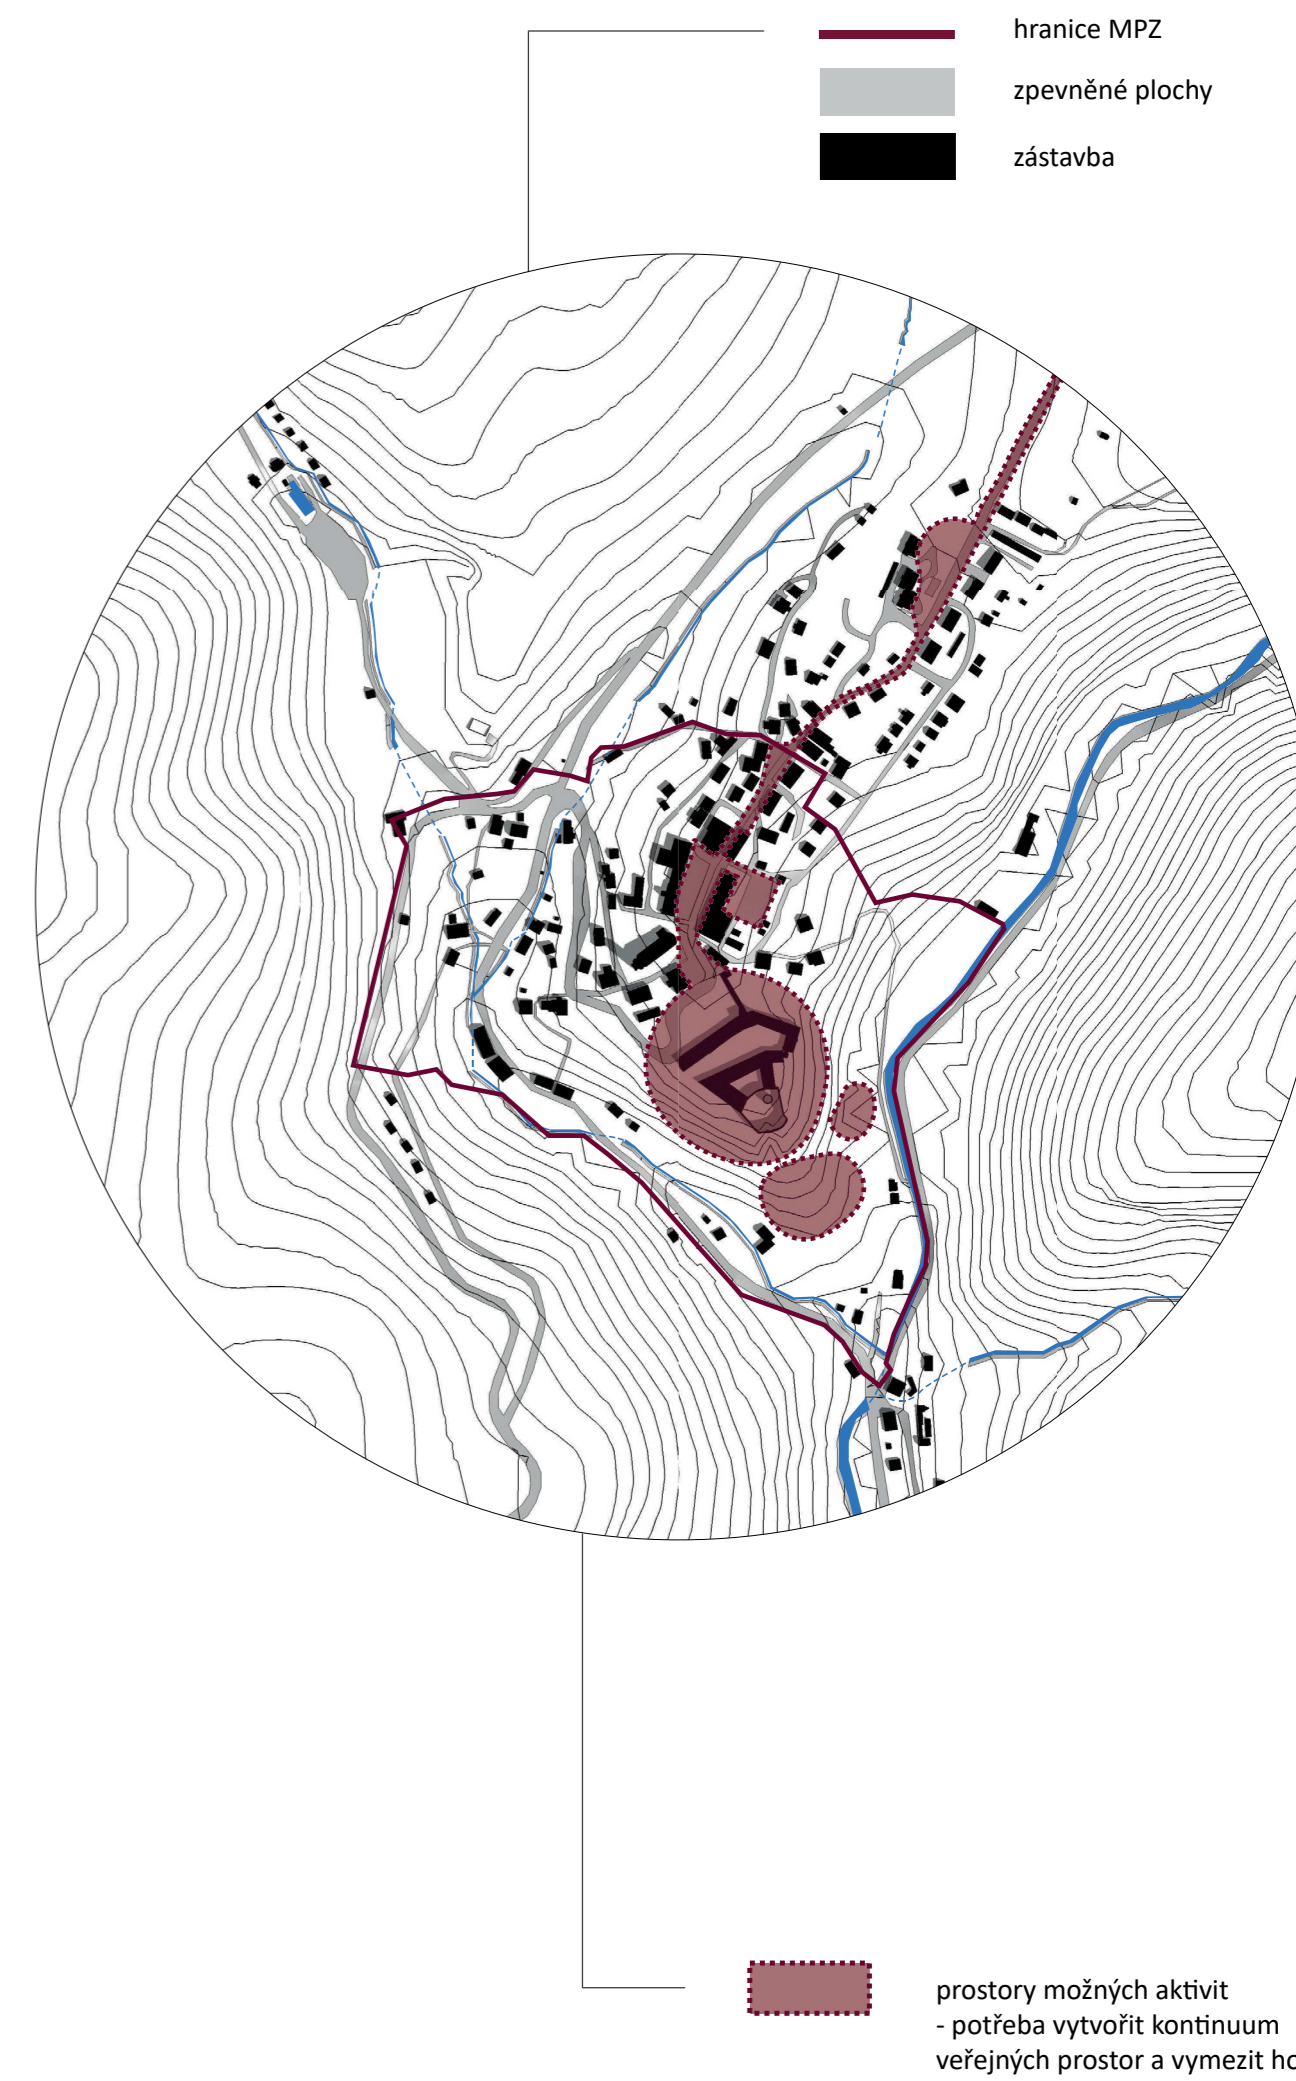 hranice MPZ
zpevněné plochy
zástavba
prostory možných aktivit
- potřeba vytvořit kontinuum
veřejných prostor a vymezit